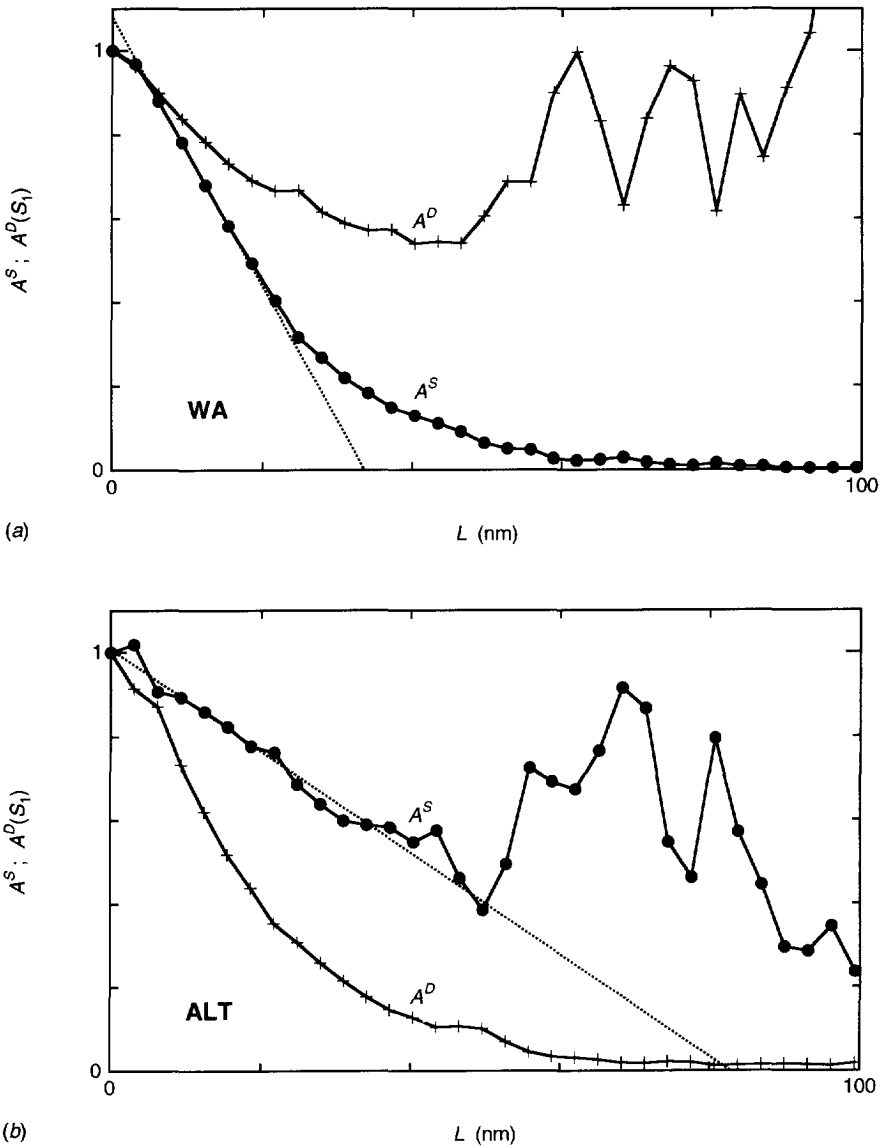 1
A^S ; A^D(S_1)
A^D
A^S
WA
0
0
100
(a)
L (nm)
1
A^S ; A^D(S_1)
A^S
A^D
ALT
0
0
100
(b)
L (nm)